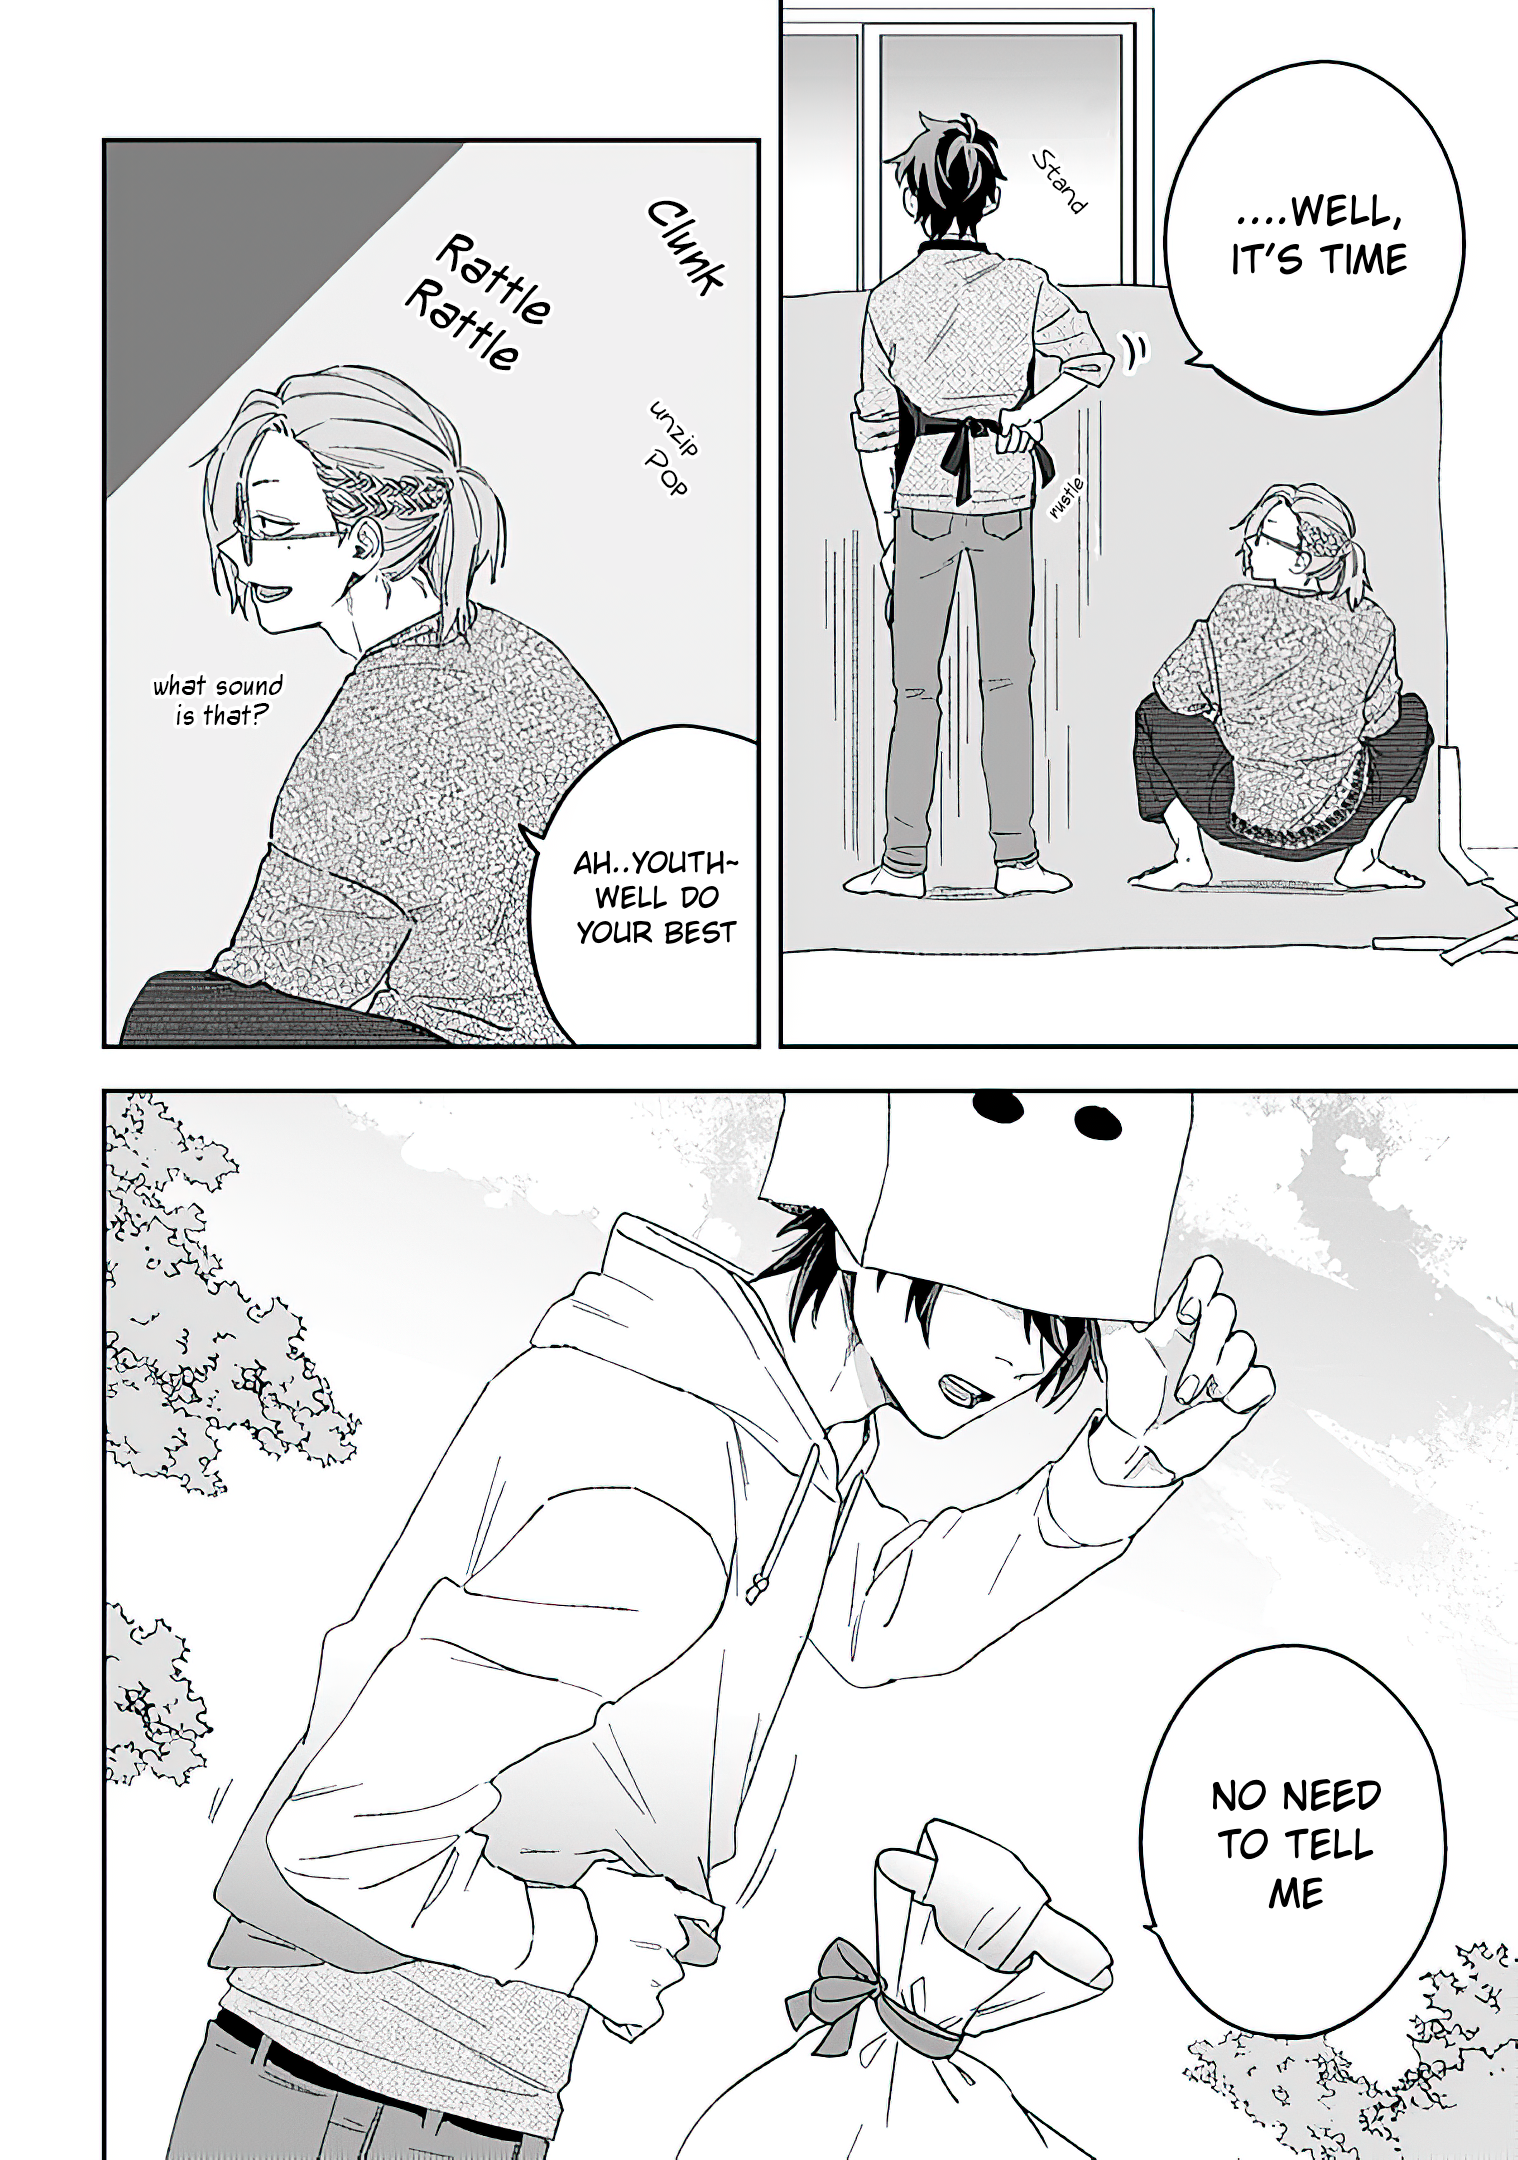 ....WELL,
IT'S TIME
Stand
rustle
Clunk
Rattle
Rattle
unzip
POP
what sound
is that?
AH..YOUTH~
WELL DO
YOUR BEST
NO NEED
TO TELL
ME